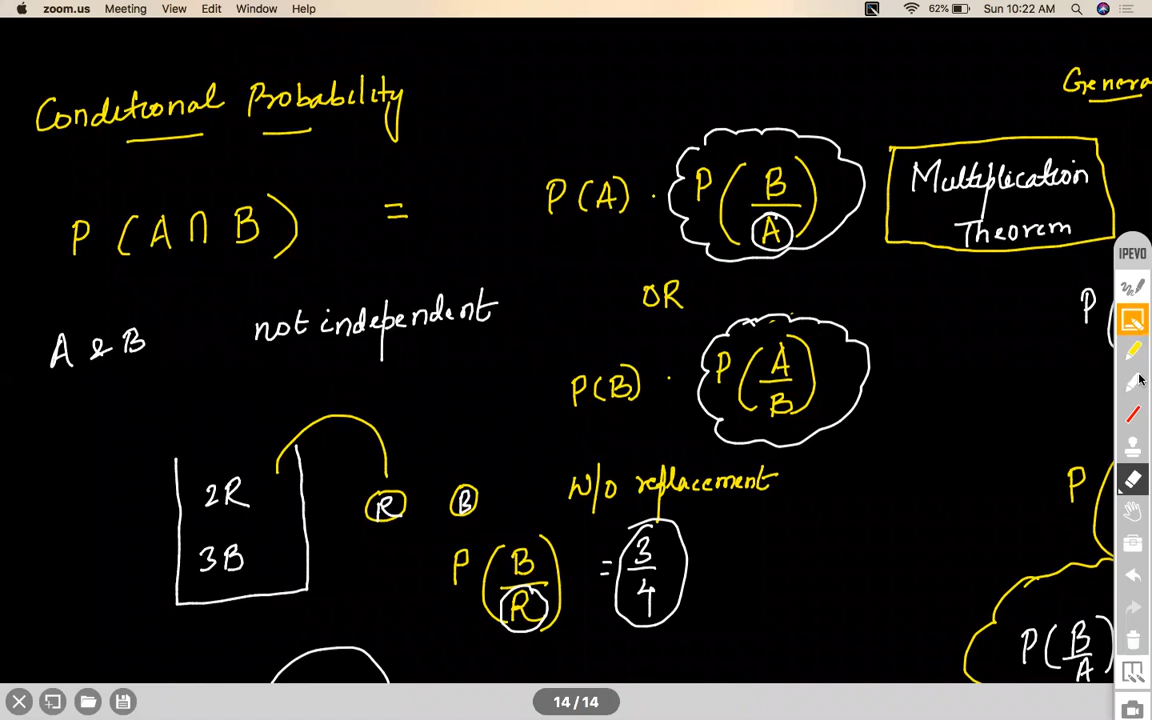 zoom.us Meeting View Edit Window Help 62% Sun 10:22 AM
Conditional Probability
P(A∩B) = P(A) · P(B/A)
OR
P(B) · P(A/B)
Multiplication
Theorem
A & B not independent
2R
3B
R B W/O replacement
P(B/R) = 3/4
P
P
P(B/A)
IPEVO
14 / 14